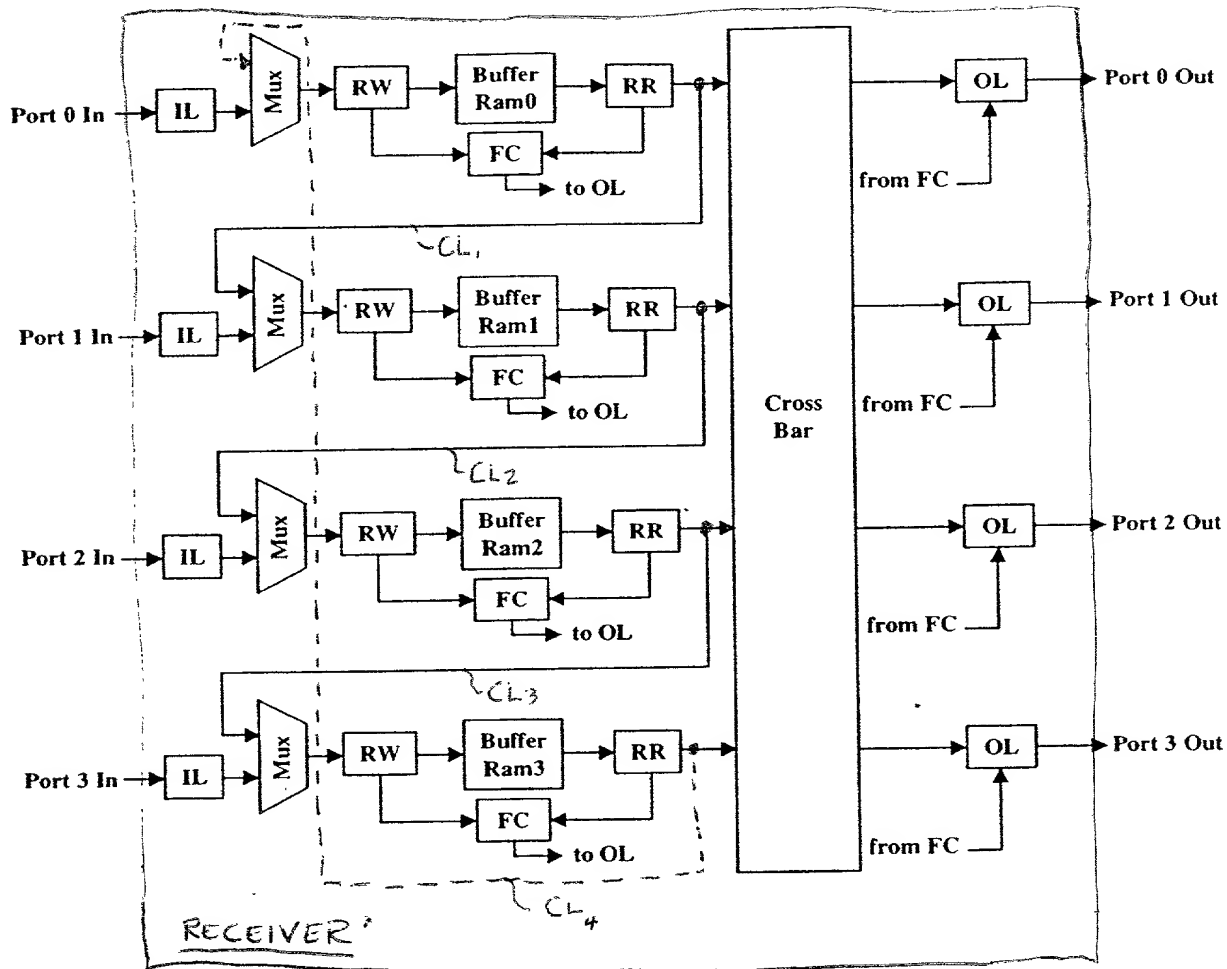 Port 0 In
IL
Mux
RW
Buffer
Ram0
RR
FC
to OL
OL
Port 0 Out
from FC
CL1
Port 1 In
IL
Mux
RW
Buffer
Ram1
RR
FC
to OL
OL
Port 1 Out
from FC
Cross
Bar
CL2
Port 2 In
IL
Mux
RW
Buffer
Ram2
RR
FC
to OL
OL
Port 2 Out
from FC
CL3
Port 3 In
IL
Mux
RW
Buffer
Ram3
RR
FC
to OL
OL
Port 3 Out
from FC
CL4
RECEIVER